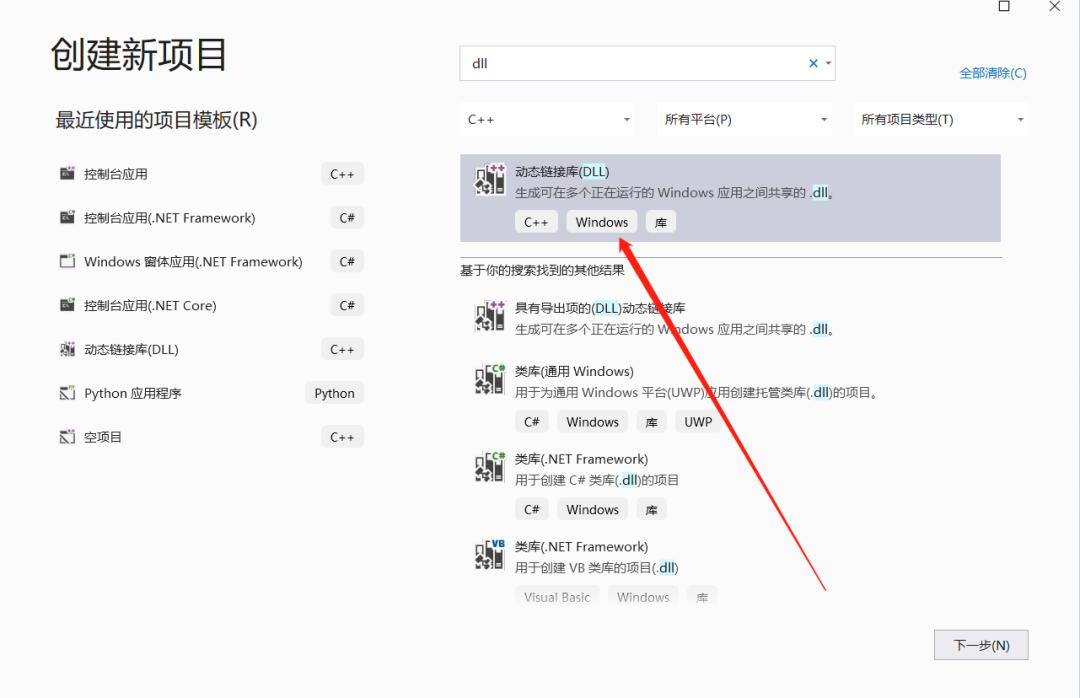 创建新项目
最近使用的项目模板(R)
控制台应用 C++
控制台应用(.NET Framework) C#
Windows 窗体应用(.NET Framework) C#
控制台应用(.NET Core) C#
动态链接库(DLL) C++
Python 应用程序 Python
空项目 C++
dll
全部清除(C)
C++ 所有平台(P) 所有项目类型(T)
动态链接库(DLL)
生成可在多个正在运行的 Windows 应用之间共享的 .dll。
C++ Windows 库
基于你的搜索找到的其他结果
具有导出项的(DLL)动态链接库
生成可在多个正在运行的 Windows 应用之间共享的 .dll。
类库(通用 Windows)
用于为通用 Windows 平台(UWP)应用创建托管类库(.dll)的项目。
C# Windows 库 UWP
类库(.NET Framework)
用于创建 C# 类库(.dll)的项目
C# Windows 库
类库(.NET Framework)
用于创建 VB 类库的项目(.dll)
Visual Basic Windows 库
下一步(N)